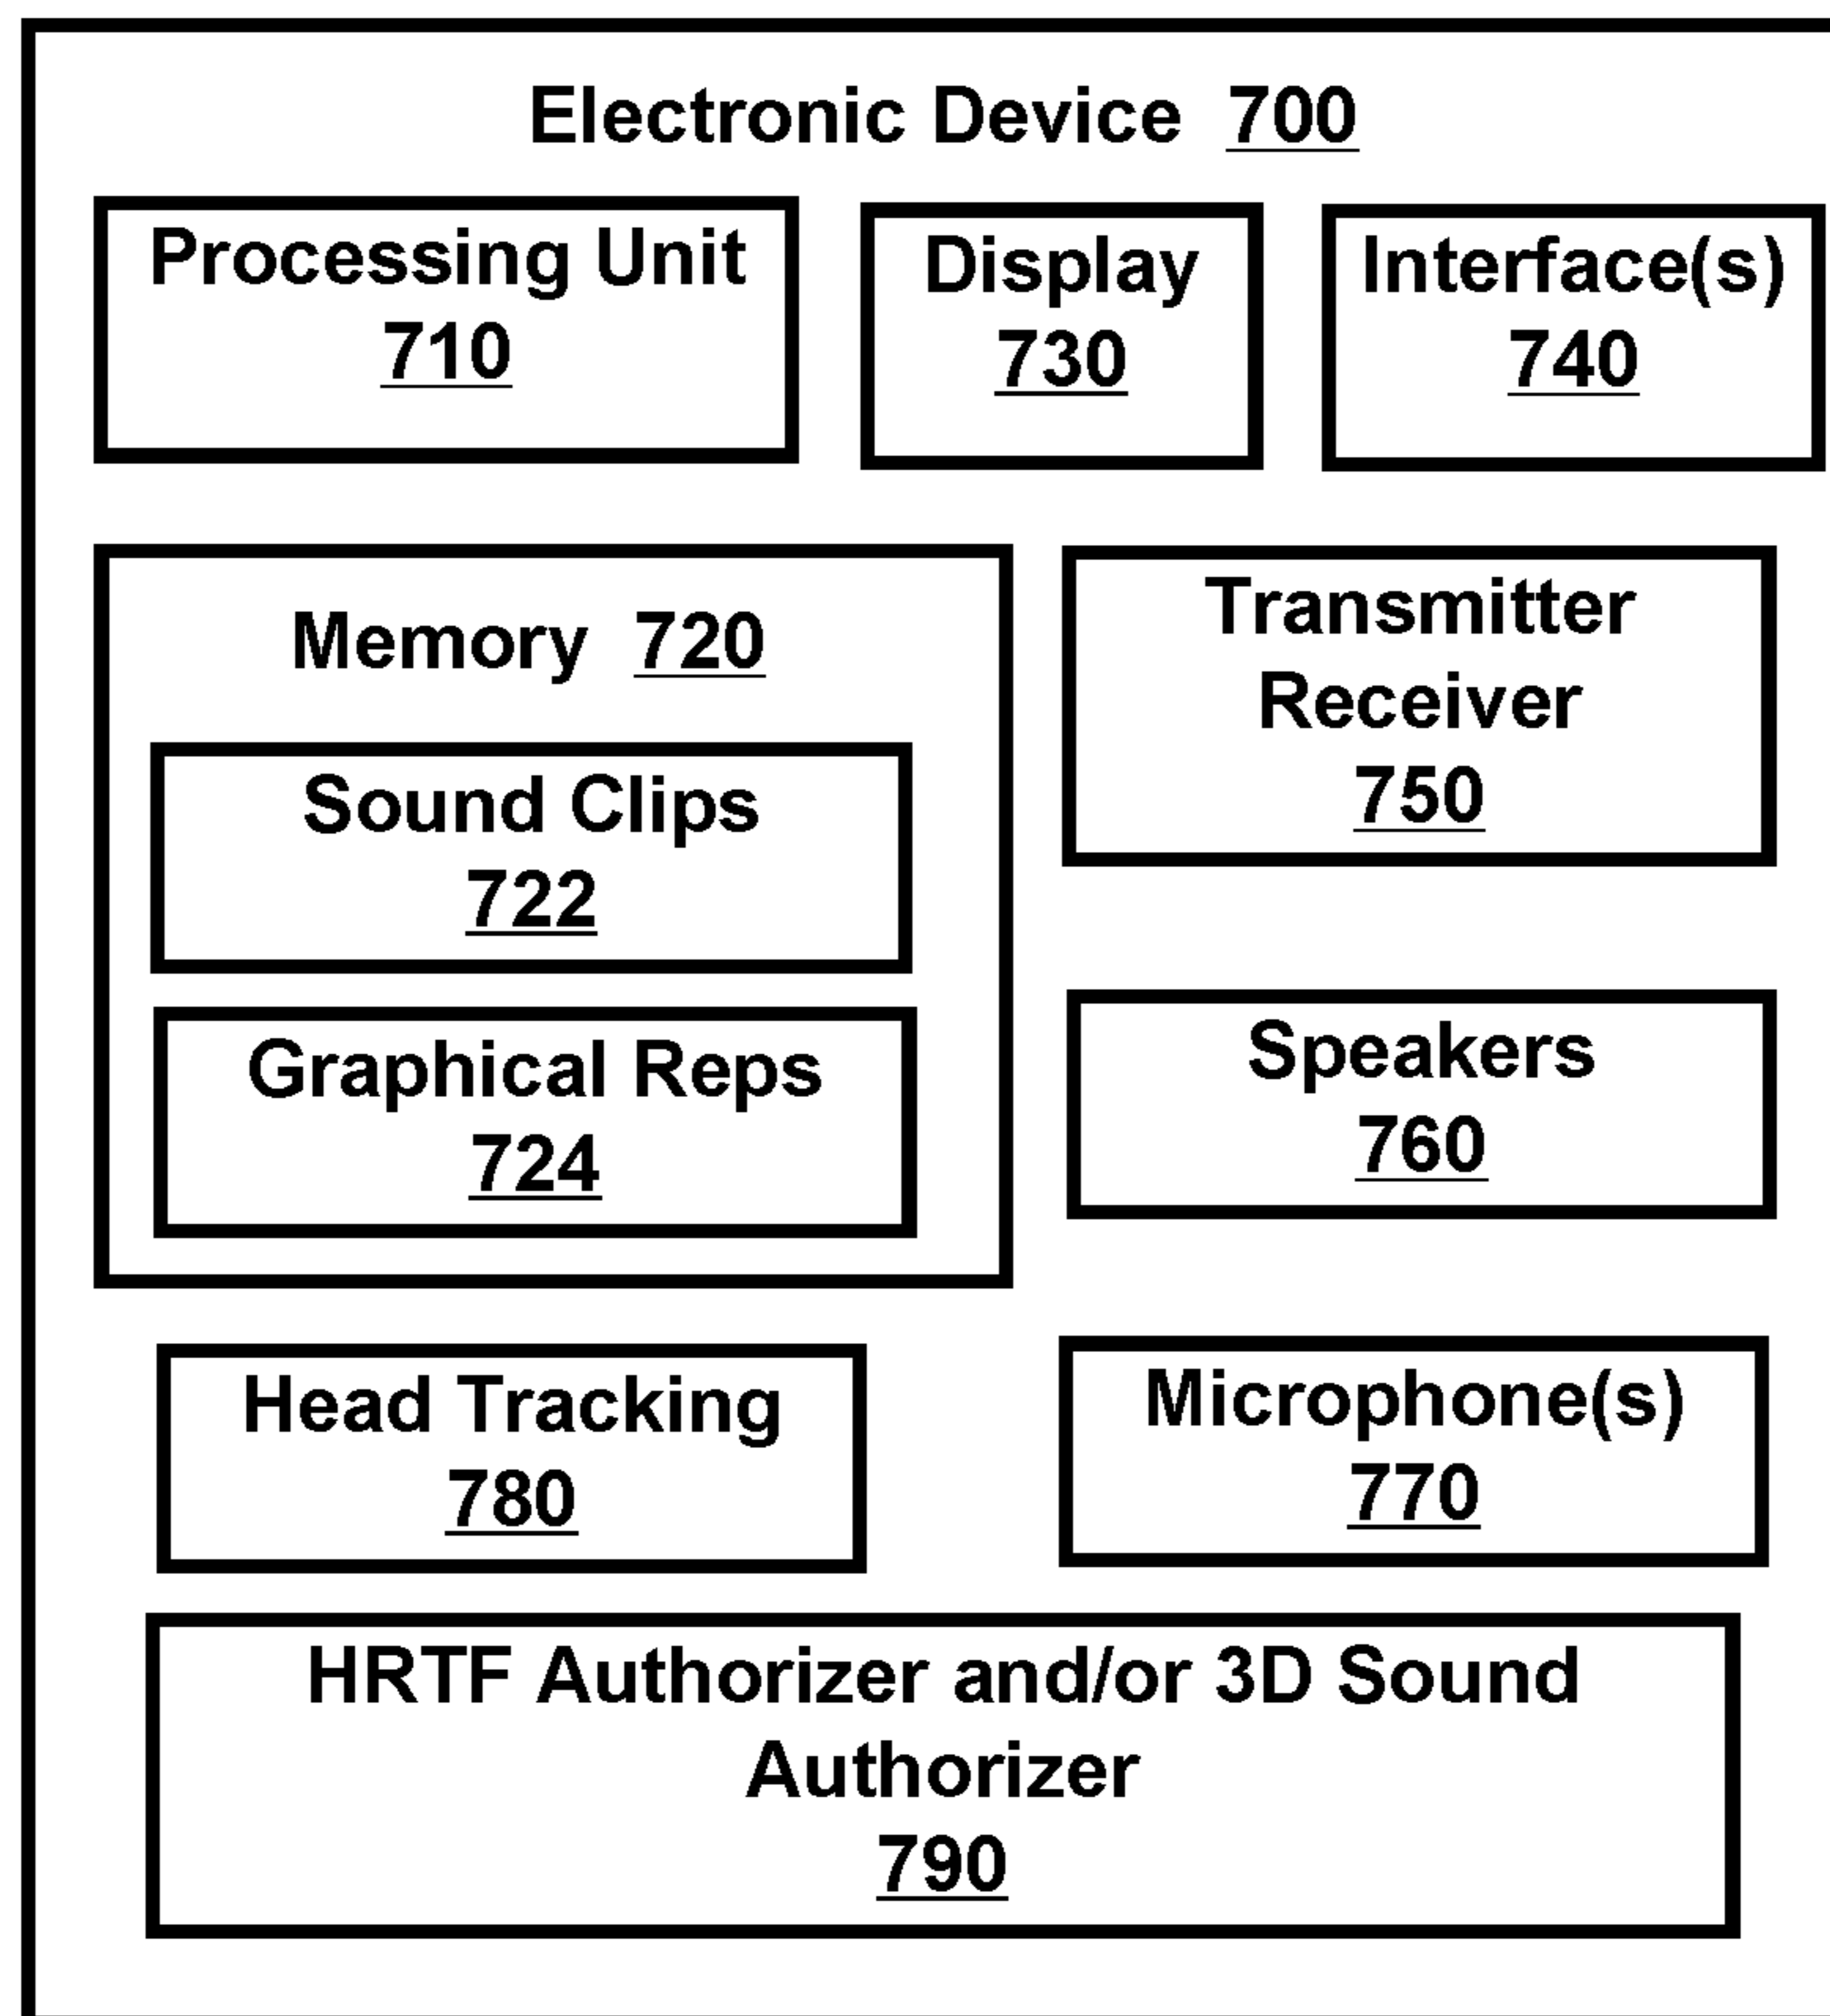 Electronic Device 700
Processing Unit
710
Display
730
Interface(s)
740
Memory 720
Sound Clips
722
Graphical Reps
724
Transmitter
Receiver
750
Speakers
760
Head Tracking
780
Microphone(s)
770
HRTF Authorizer and/or 3D Sound
Authorizer
790